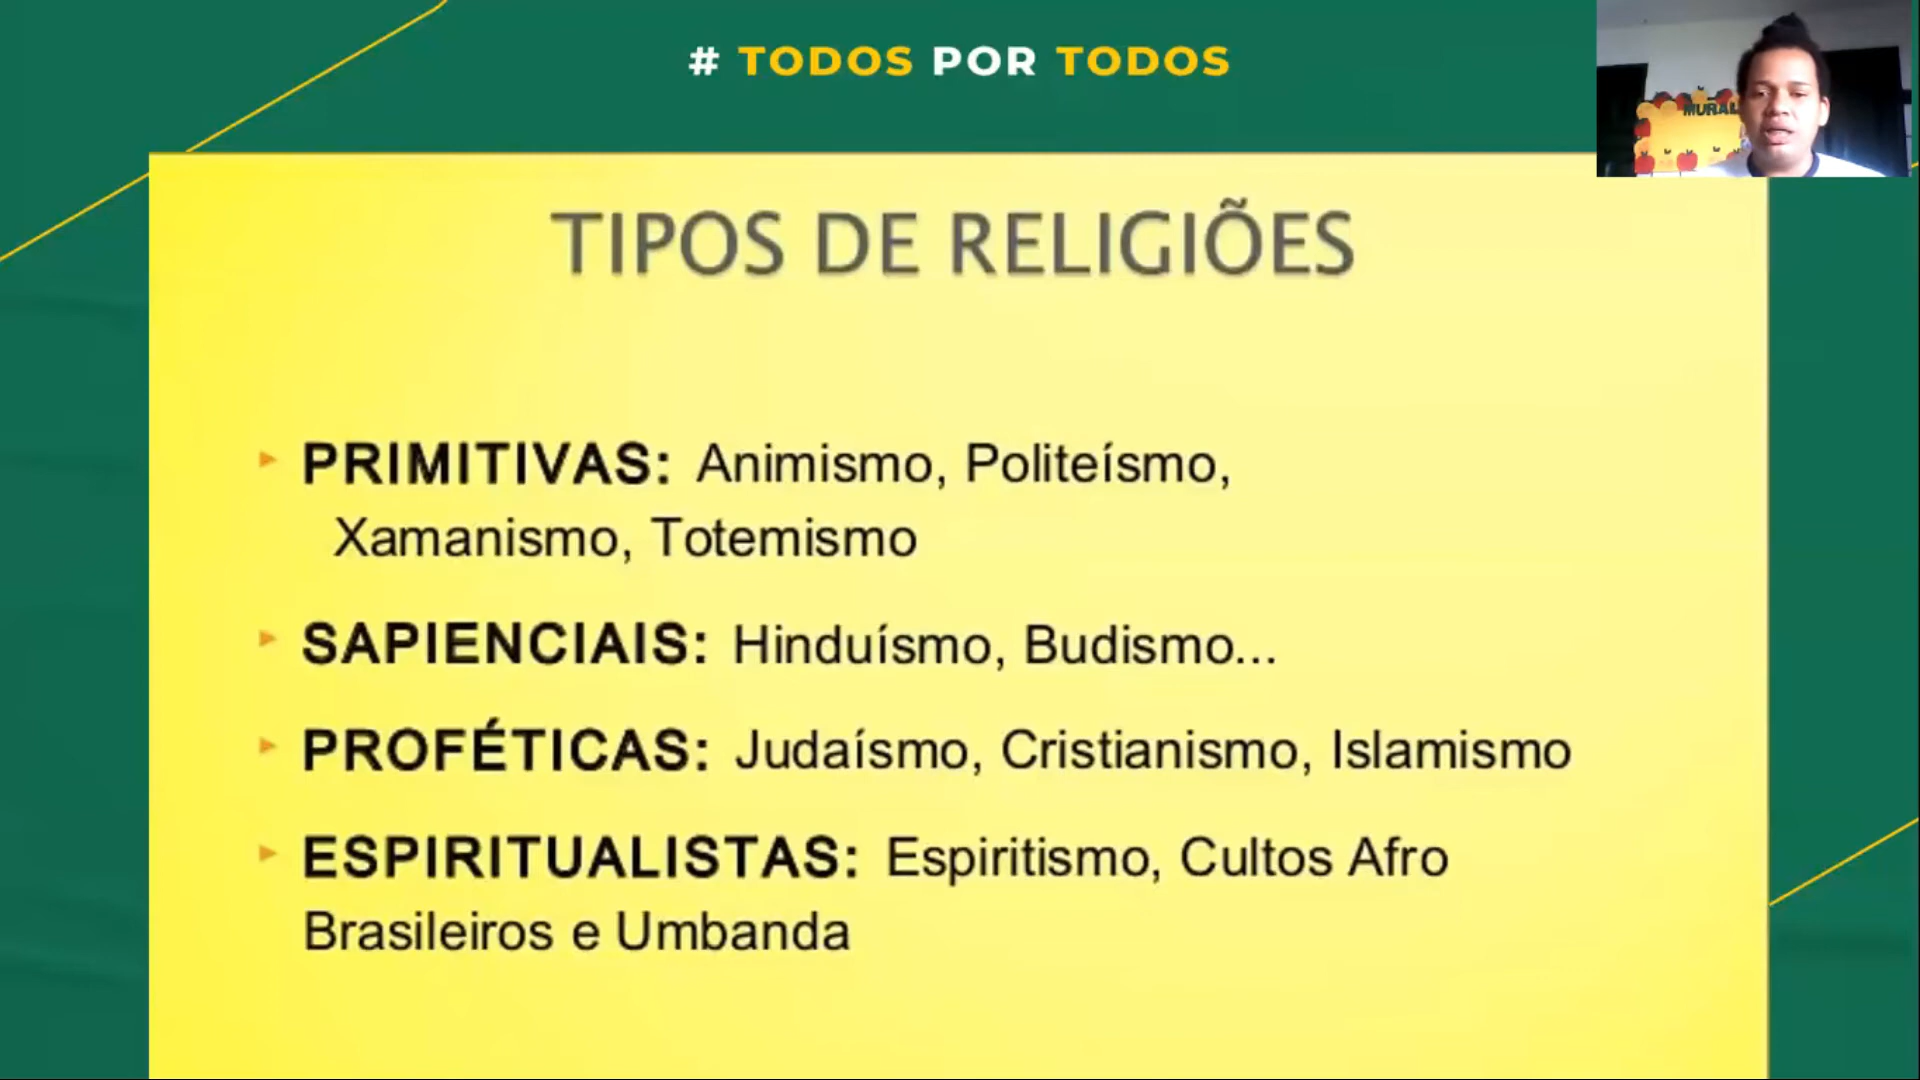 # TODOS POR TODOS
MURAL
TIPOS DE RELIGIÕES
PRIMITIVAS: Animismo, Politeísmo,
Xamanismo, Totemismo
SAPIENCIAIS: Hinduísmo, Budismo...
PROFÉTICAS: Judaísmo, Cristianismo, Islamismo
ESPIRITUALISTAS: Espiritismo, Cultos Afro
Brasileiros e Umbanda